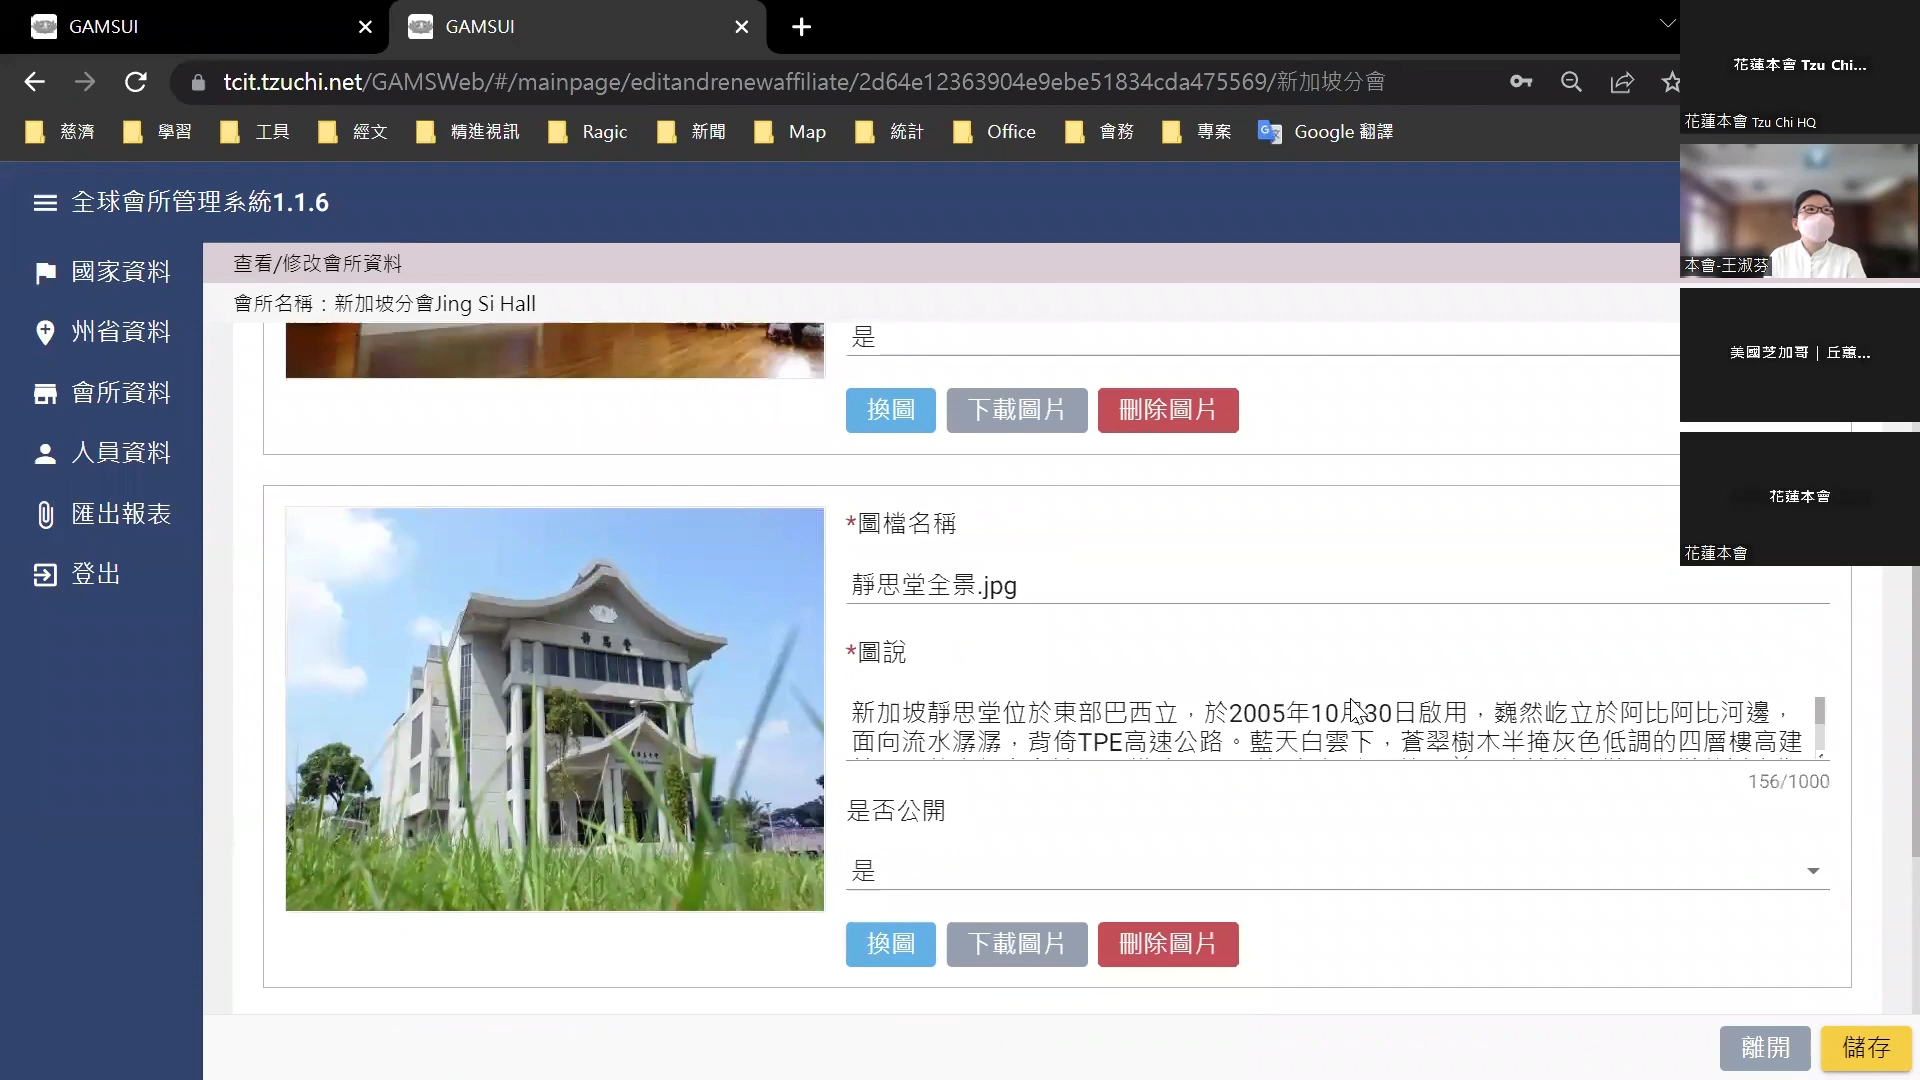 GAMSUI
GAMSUI
tcit.tzuchi.net/GAMSWeb/#/mainpage/editandrenewaffiliate/2d64e12363904e9ebe51834cda475569/新加坡分會
慈濟 學習 工具 經文 精進視訊 Ragic 新聞 Map 統計 Office 會務 專案 Google 翻譯
花蓮本會 Tzu Chi...
花蓮本會 Tzu Chi HQ
本會-王淑芬
美國芝加哥 | 丘蕙...
花蓮本會
花蓮本會
全球會所管理系統1.1.6
國家資料
州省資料
會所資料
人員資料
匯出報表
登出
查看/修改會所資料
會所名稱：新加坡分會Jing Si Hall
是
換圖 下載圖片 刪除圖片
靜思堂
*圖檔名稱
靜思堂全景.jpg
*圖說
新加坡靜思堂位於東部巴西立，於2005年10月30日啟用，巍然屹立於阿比阿比河邊，
面向流水潺潺，背倚TPE高速公路。藍天白雲下，蒼翠樹木半掩灰色低調的四層樓高建
156/1000
是否公開
是
換圖 下載圖片 刪除圖片
離開 儲存